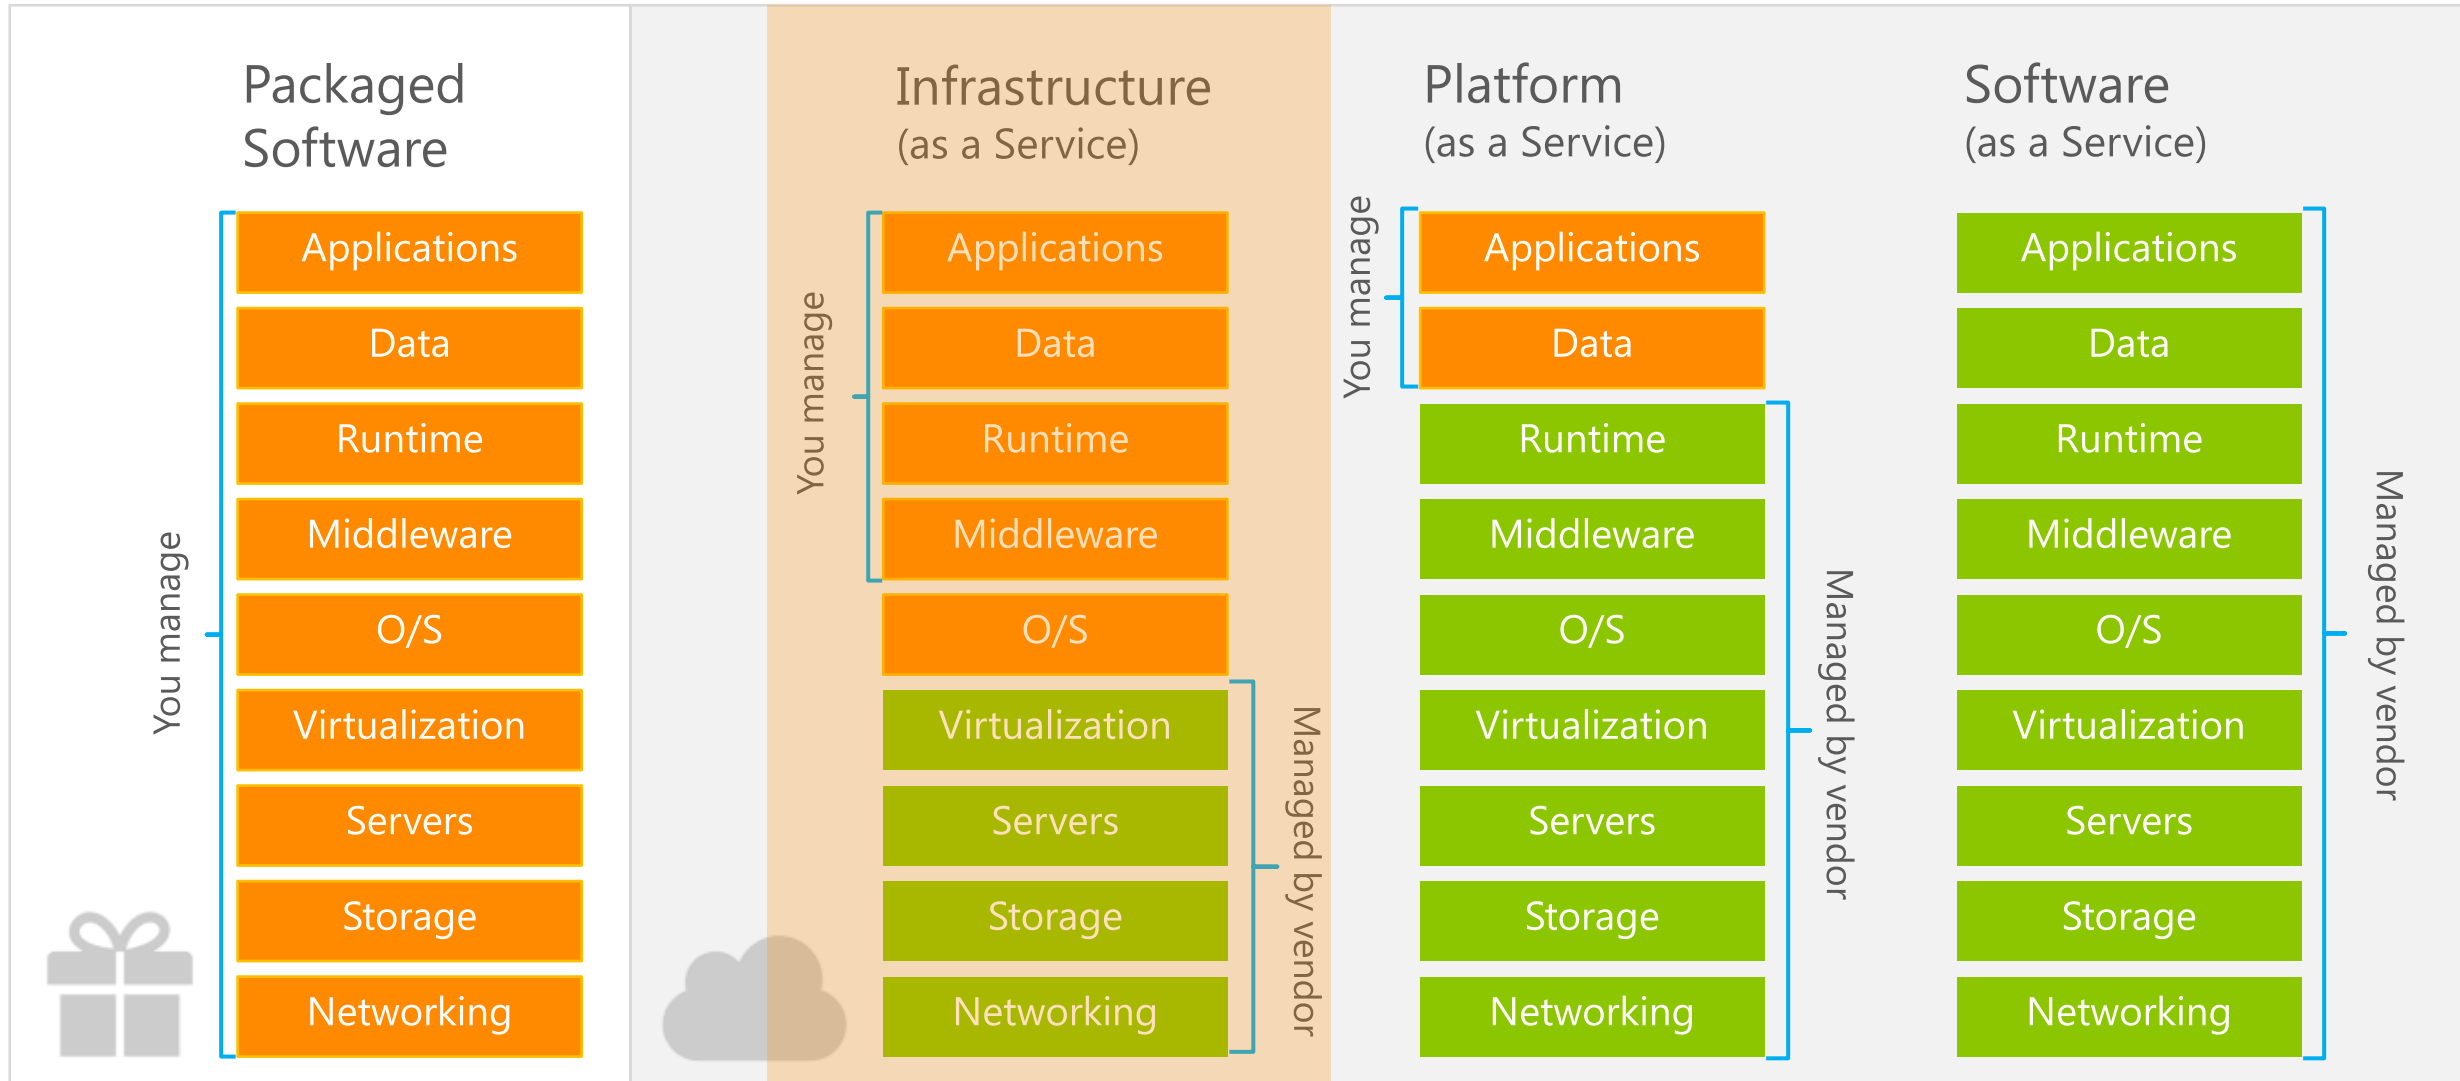 Packaged
Software
You manage
Applications
Data
Runtime
Middleware
O/S
Virtualization
Servers
Storage
Networking
Infrastructure
(as a Service)
You manage
Applications
Data
Runtime
Middleware
O/S
Virtualization
Servers
Storage
Networking
Managed by vendor
Platform
(as a Service)
You manage
Applications
Data
Runtime
Middleware
O/S
Virtualization
Servers
Storage
Networking
Managed by vendor
Software
(as a Service)
Applications
Data
Runtime
Middleware
O/S
Virtualization
Servers
Storage
Networking
Managed by vendor